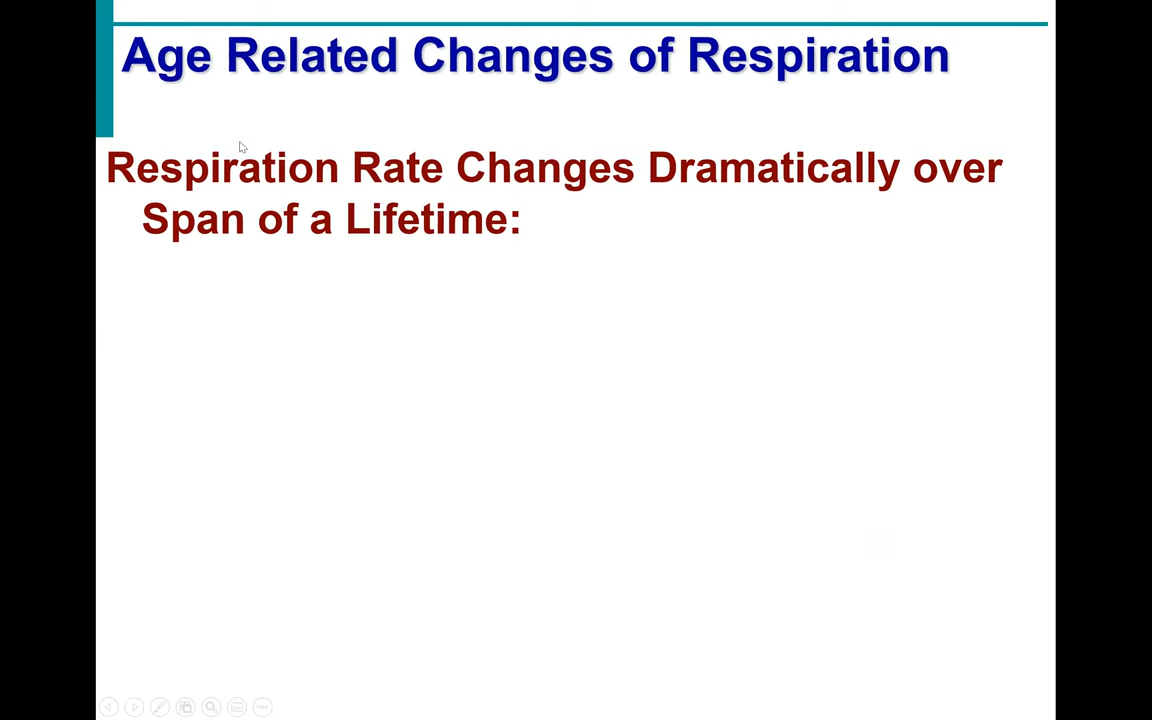 Age Related Changes of Respiration
Respiration Rate Changes Dramatically over
Span of a Lifetime: